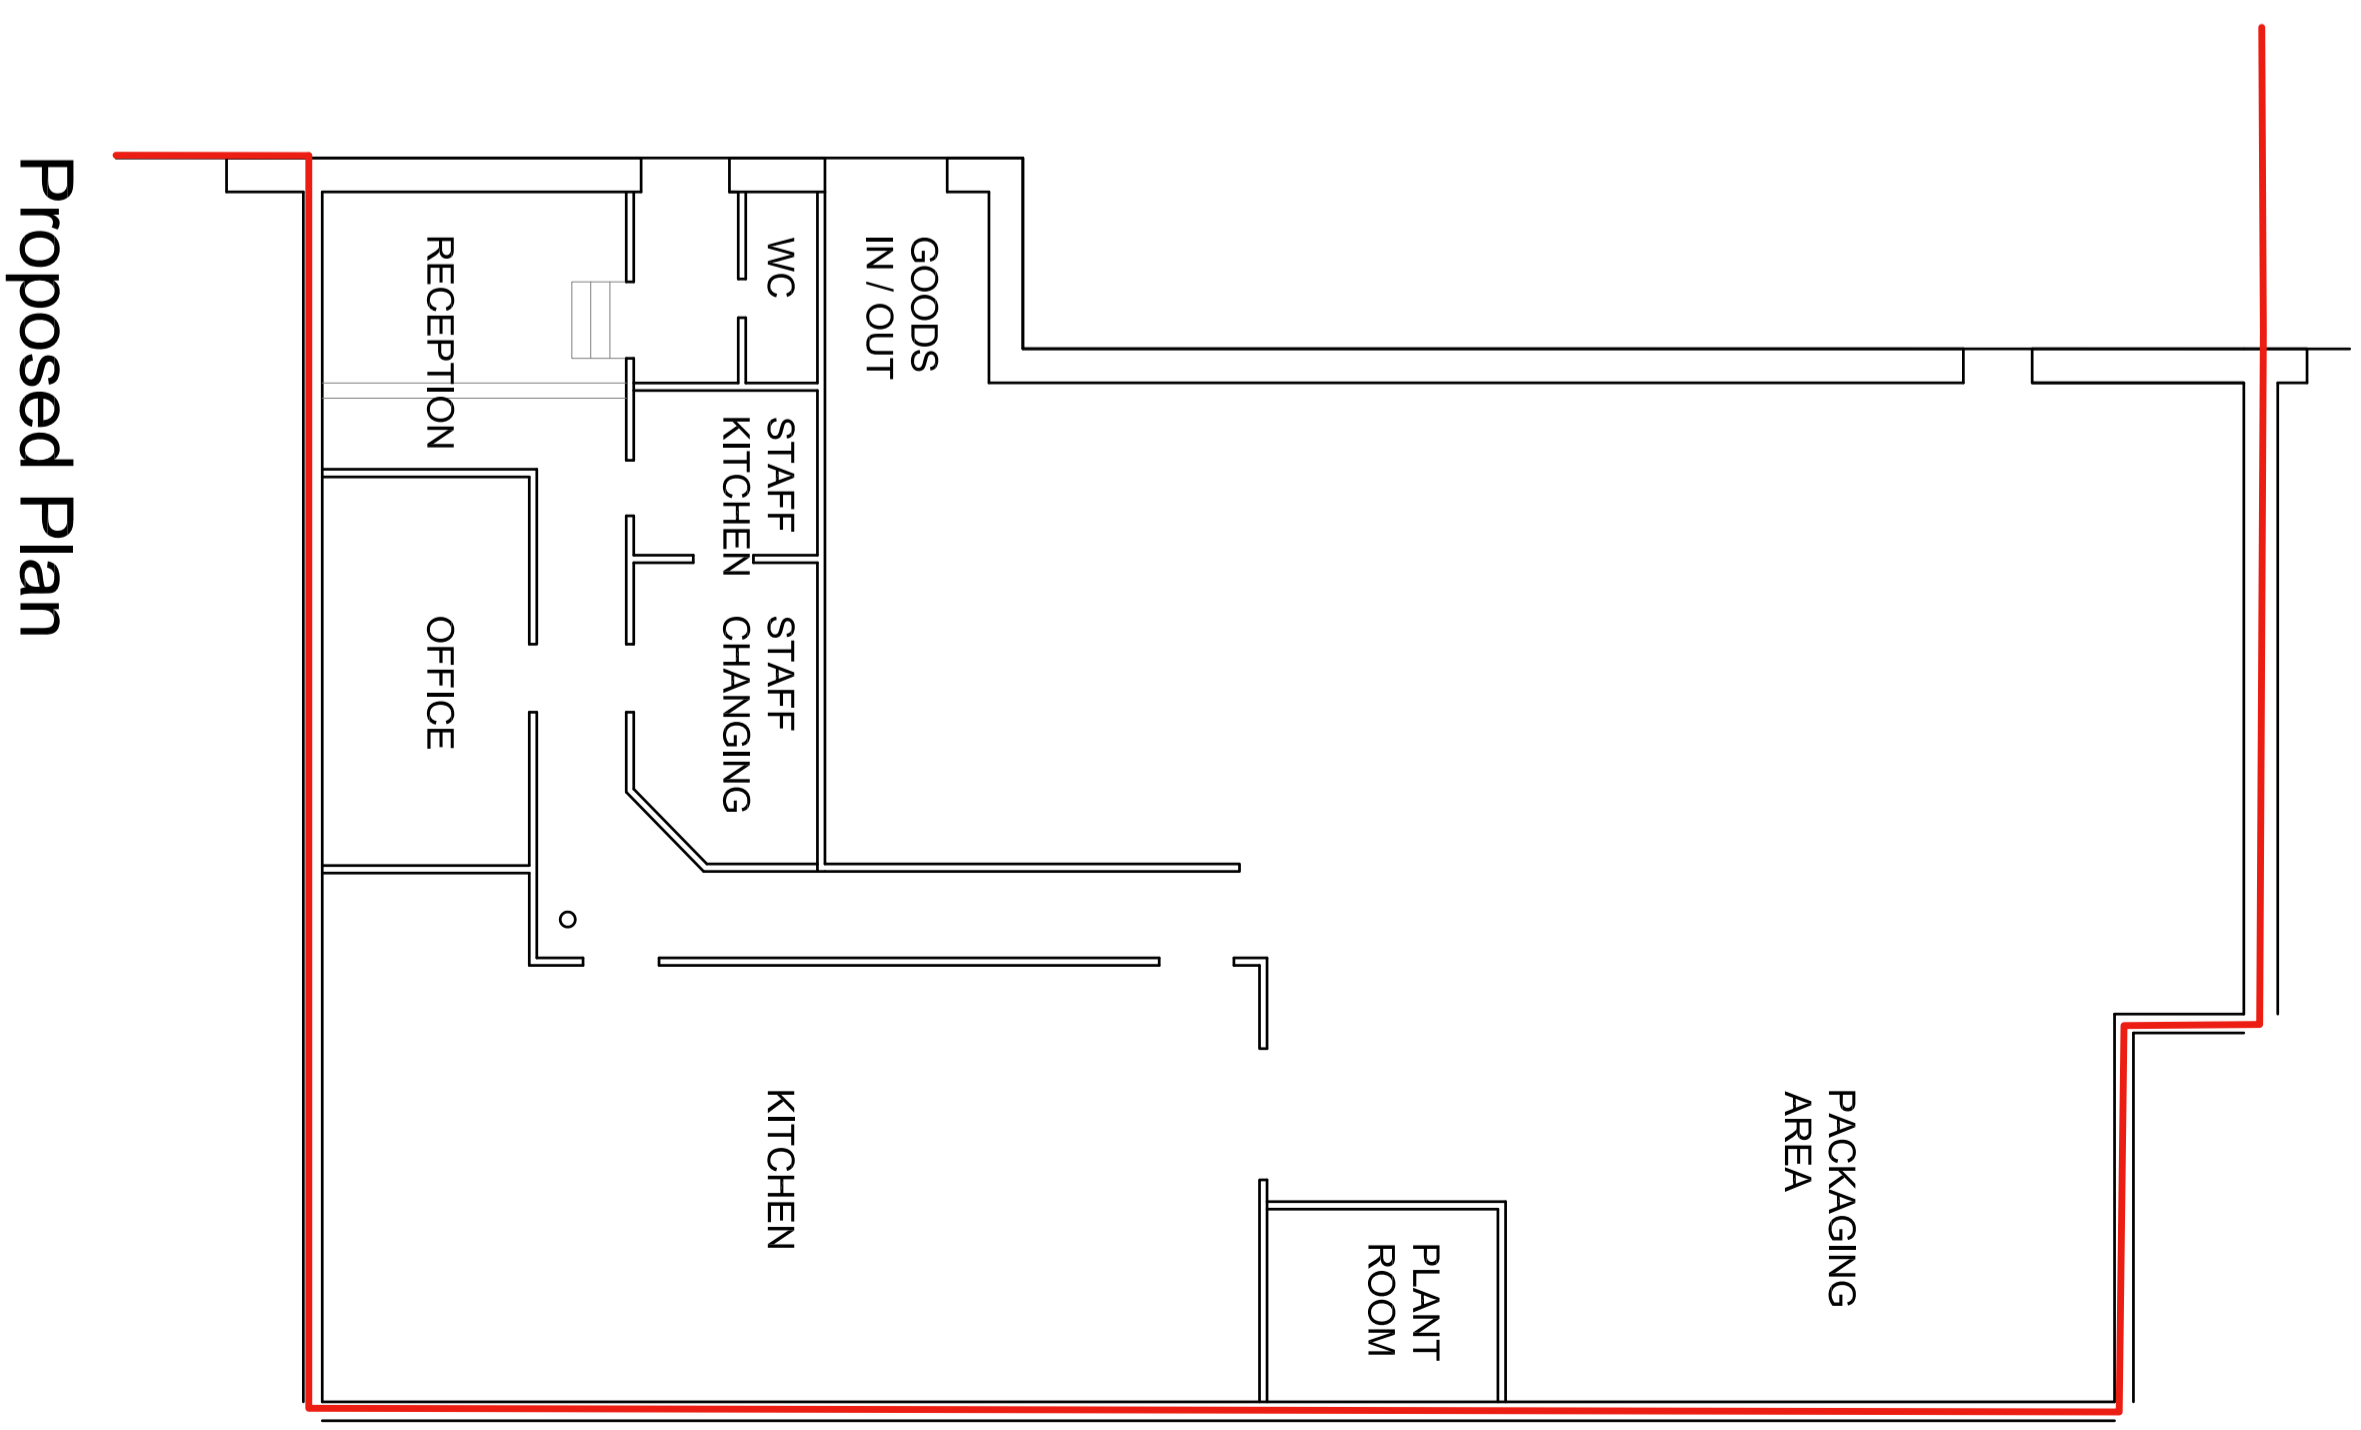 Proposed Plan
RECEPTION
OFFICE
WC
STAFF
KITCHEN
STAFF
CHANGING
GOODS
IN / OUT
KITCHEN
PLANT
ROOM
PACKAGING
AREA